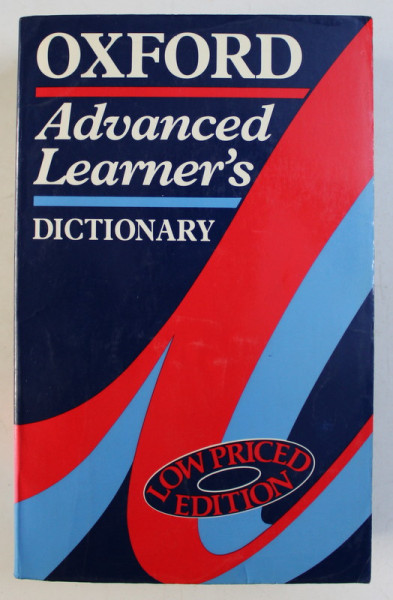 OXFORD
Advanced
Learner's
DICTIONARY
LOW PRICED
EDITION